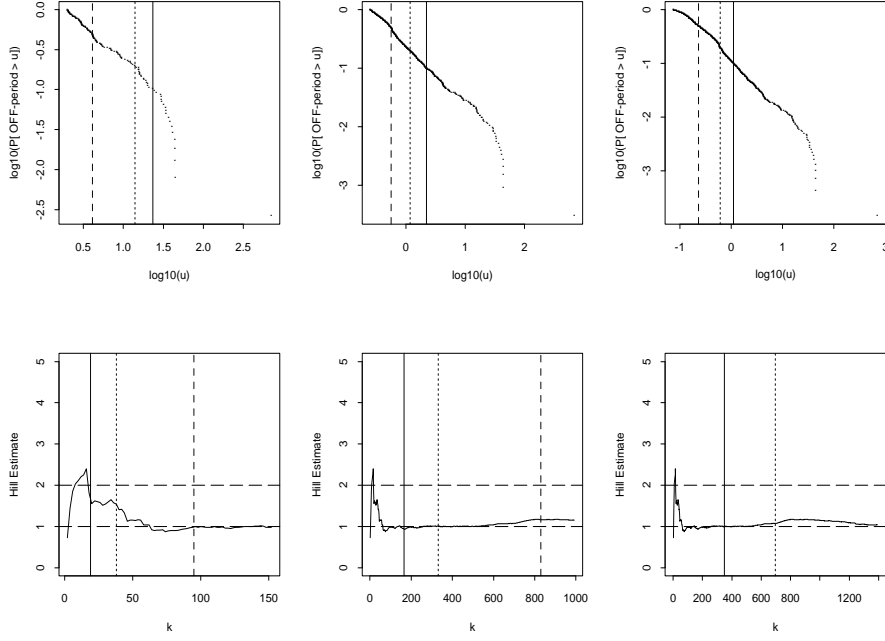 log10(P[ OFF-period > u])
0.0
-0.5
-1.0
-1.5
-2.0
-2.5
0.5 1.0 1.5 2.0 2.5
log10(u)
log10(P[ OFF-period > u])
0
-1
-2
-3
0 1 2
log10(u)
log10(P[ OFF-period > u])
0
-1
-2
-3
-1 0 1 2 3
log10(u)
Hill Estimate
5
4
3
2
1
0
0 50 100 150
k
Hill Estimate
5
4
3
2
1
0
0 200 400 600 800 1000
k
Hill Estimate
5
4
3
2
1
0
0 200 400 600 800 1200
k